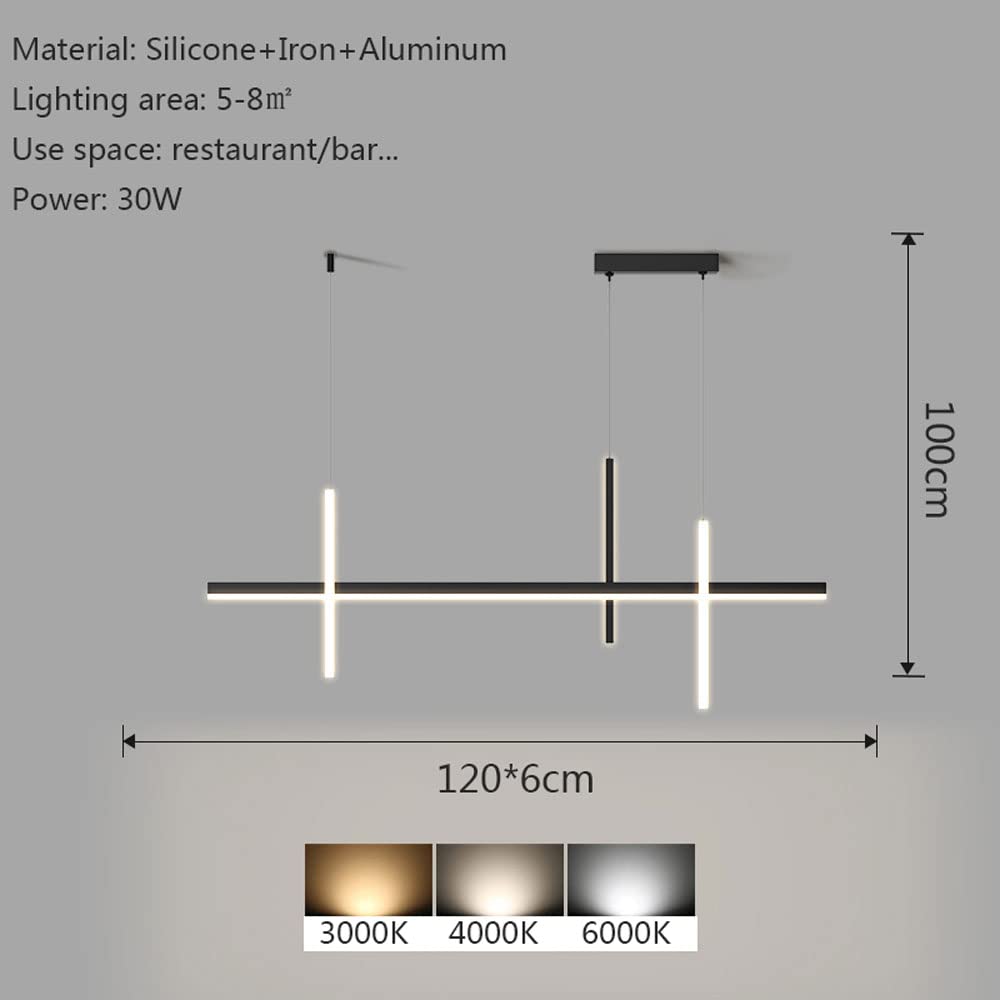 Material: Silicone+Iron+Aluminum
Lighting area: 5-8㎡
Use space: restaurant/bar...
Power: 30W
100cm
120*6cm
3000K 4000K 6000K